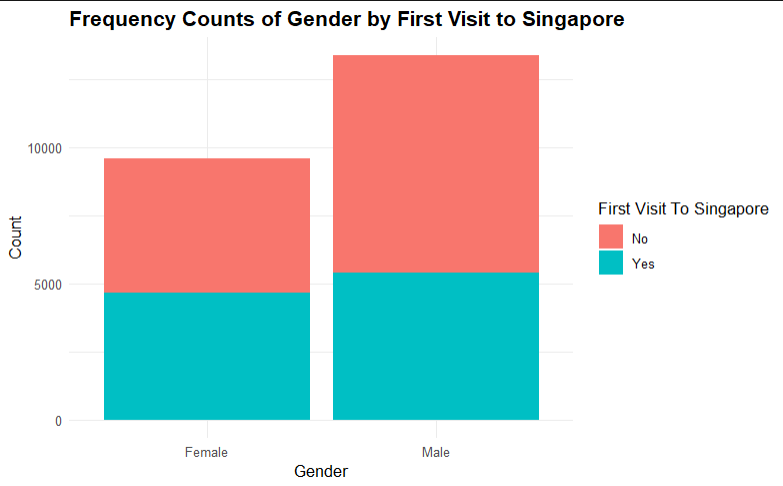 Frequency Counts of Gender by First Visit to Singapore
Count
10000
5000
0
Female
Male
Gender
First Visit To Singapore
No
Yes